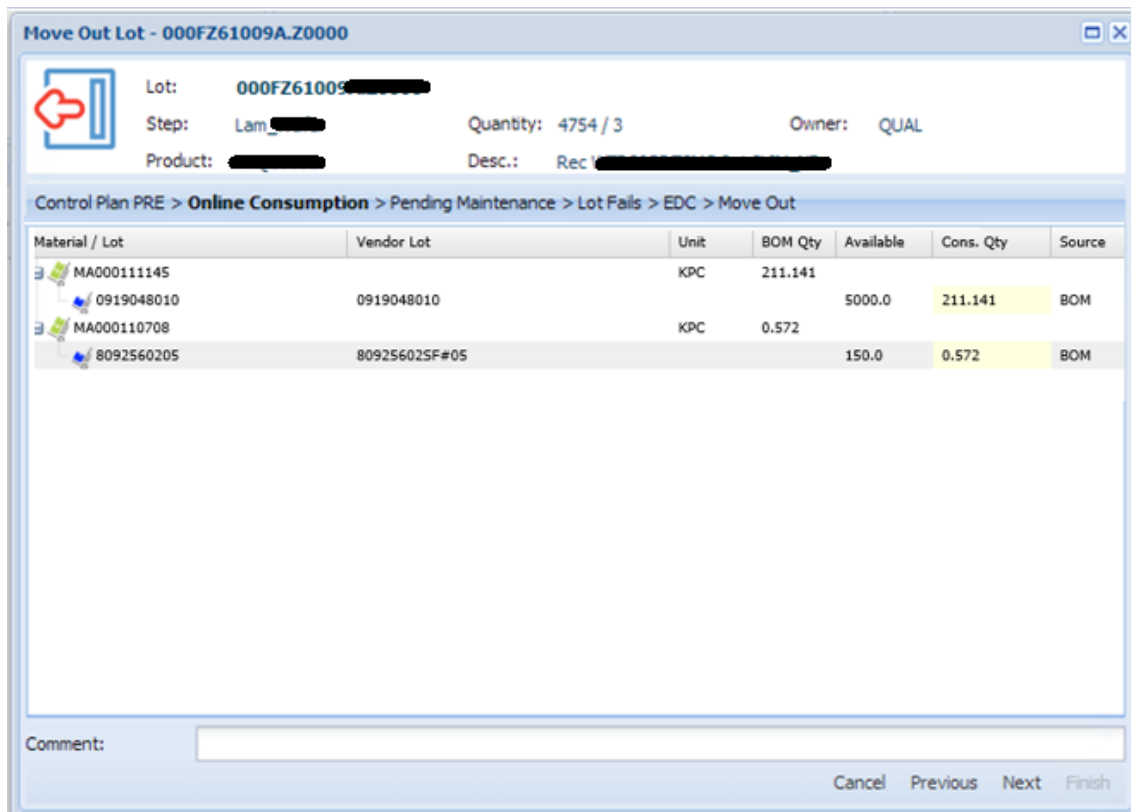 Move Out Lot - 000FZ61009A.Z0000
Lot: 000FZ61009
Step: Lam_ Quantity: 4754 / 3 Owner: QUAL
Product: Desc.: Rec
Control Plan PRE > Online Consumption > Pending Maintenance > Lot Fails > EDC > Move Out
Material / Lot Vendor Lot Unit BOM Qty Available Cons. Qty Source
MA000111145 KPC 211.141
0919048010 0919048010 5000.0 211.141 BOM
MA000110708 KPC 0.572
8092560205 80925602SF#05 150.0 0.572 BOM
Comment:
Cancel Previous Next Finish